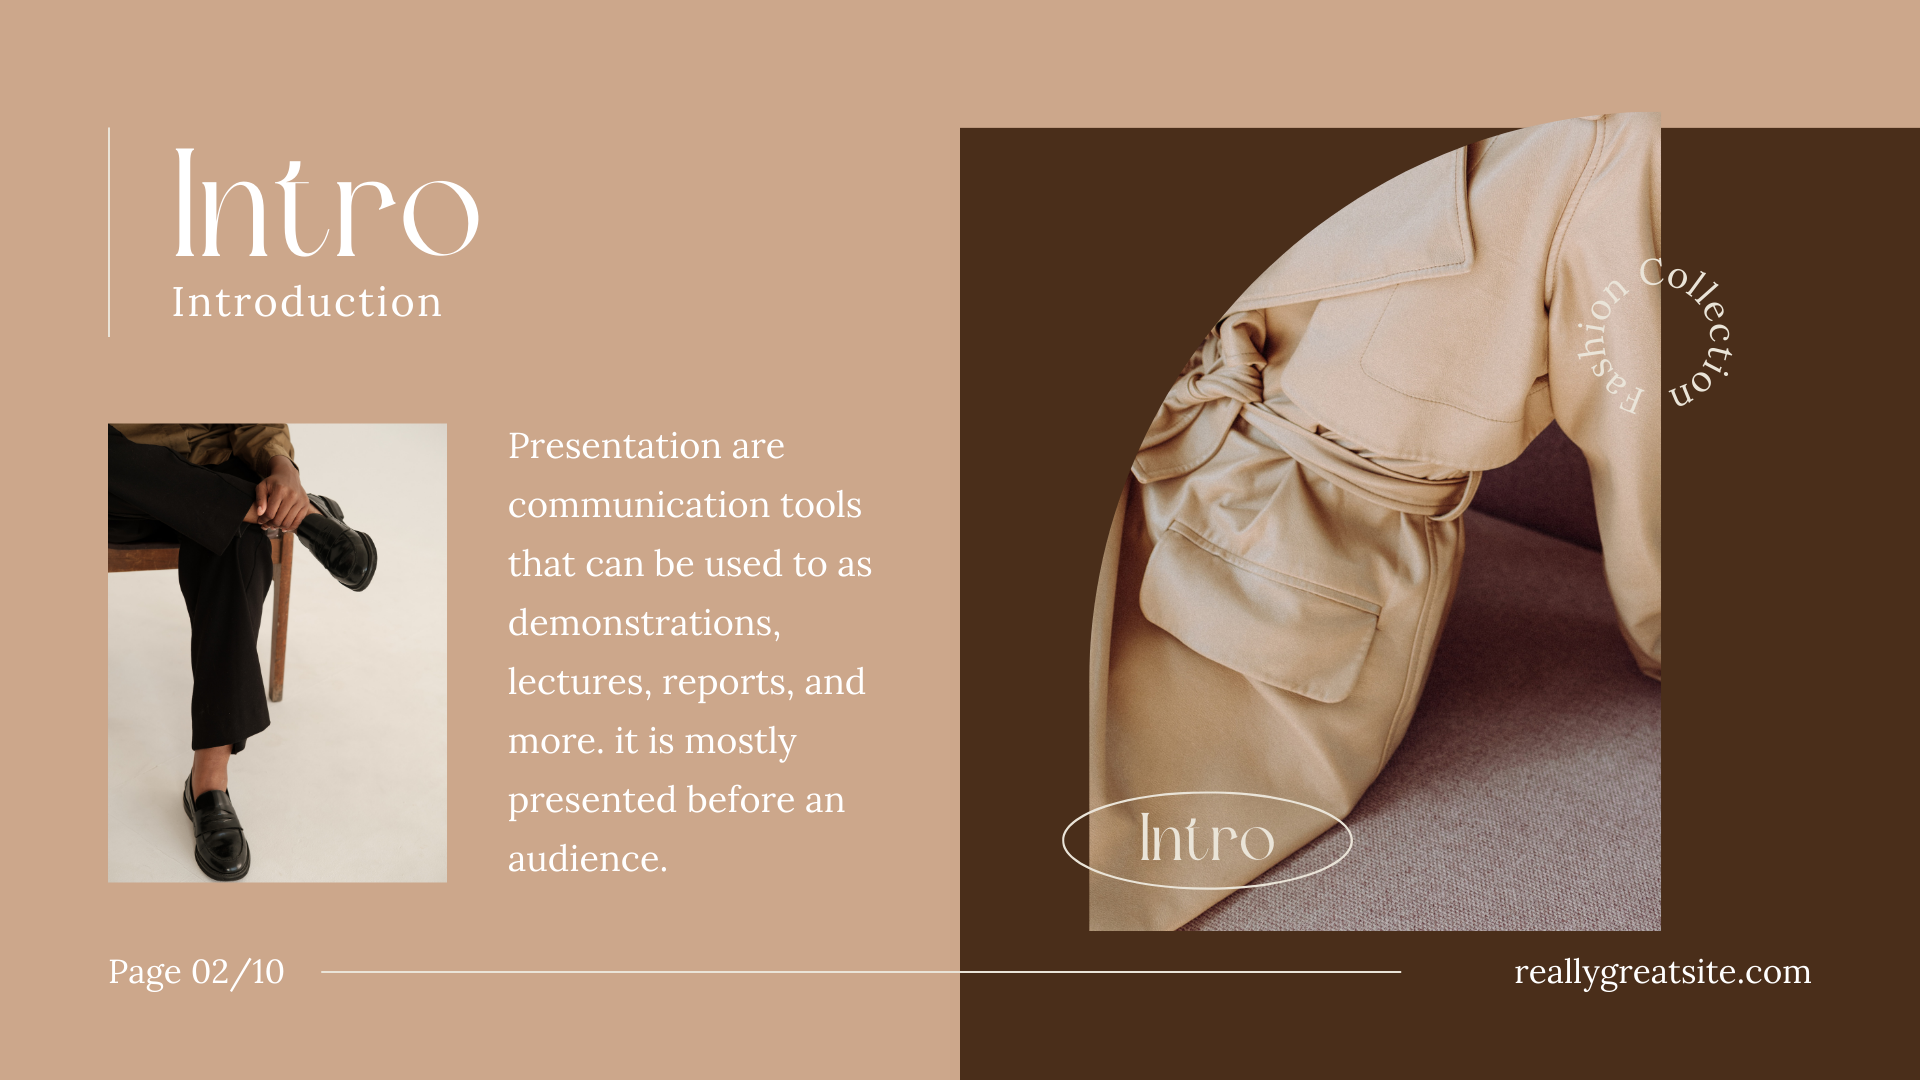 Intro
Introduction
Presentation are
communication tools
that can be used to as
demonstrations,
lectures, reports, and
more. it is mostly
presented before an
audience.
Fashion Collection
Intro
Page 02/10
reallygreatsite.com